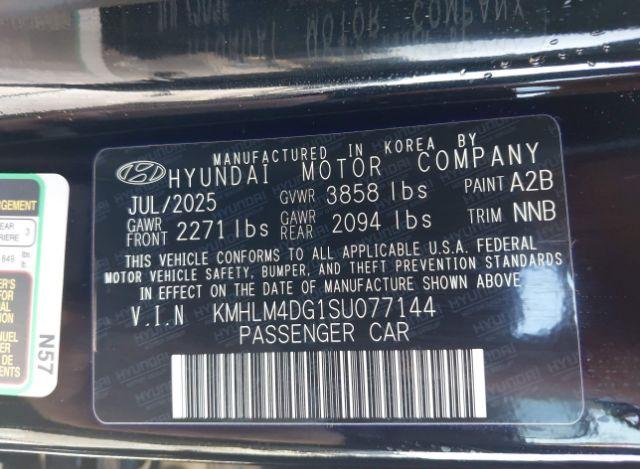 MANUFACTURED IN KOREA BY
HYUNDAI MOTOR COMPANY
JUL/2025 GVWR 3858 lbs PAINT A2B
GAWR FRONT 2271 lbs GAWR REAR 2094 lbs TRIM NNB
THIS VEHICLE CONFORMS TO ALL APPLICABLE U.S.A. FEDERAL
MOTOR VEHICLE SAFETY, BUMPER, AND THEFT PREVENTION STANDARDS
IN EFFECT ON THE DATE OF MANUFACTURE SHOWN ABOVE
V.I.N KMHLM4DG1SU077144
PASSENGER CAR
N57